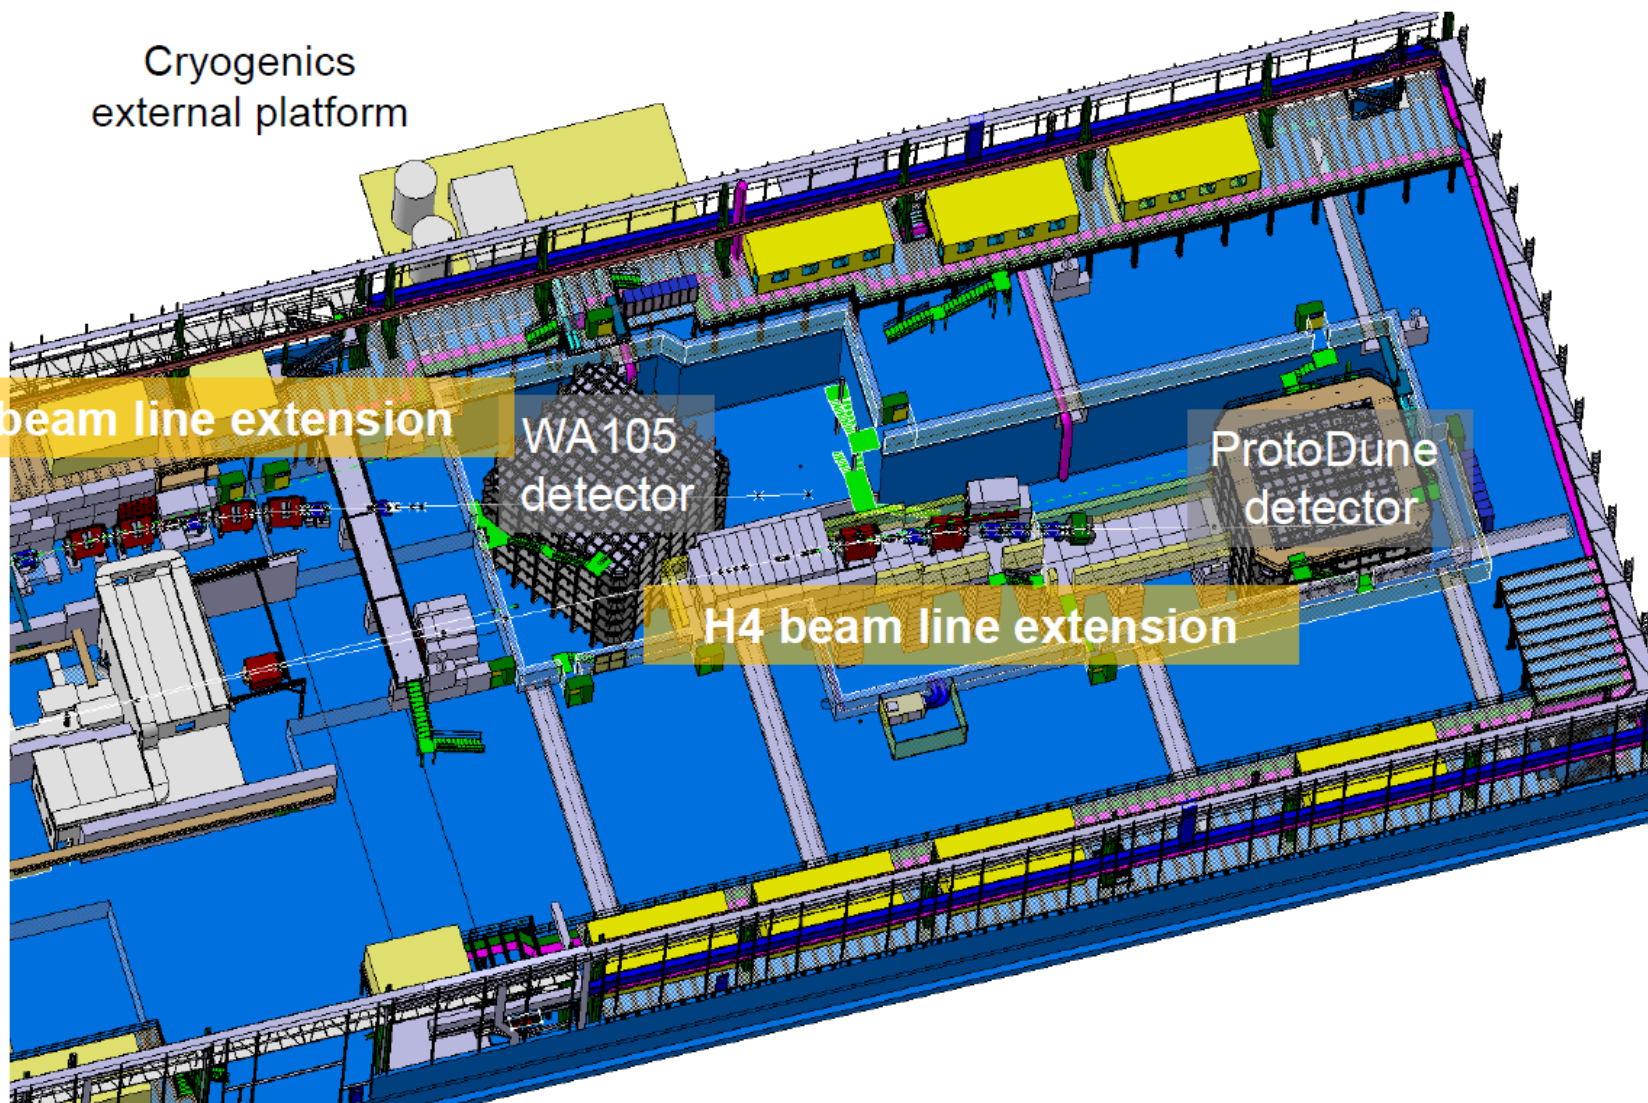 Cryogenics
external platform
beam line extension
WA105
detector
ProtoDune
detector
H4 beam line extension